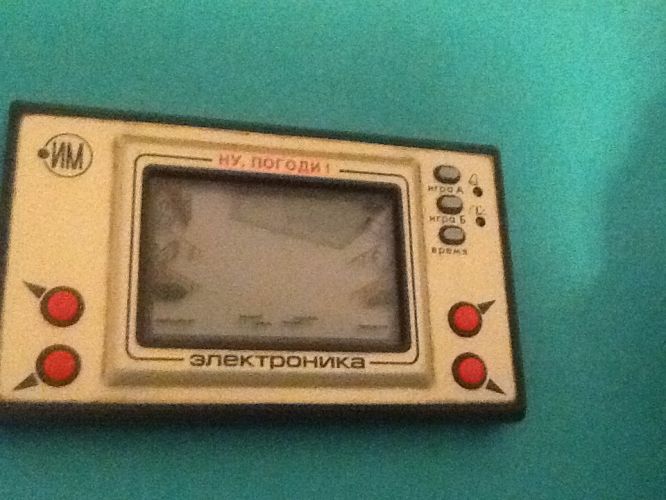 ИМ
НУ, ПОГОДИ!
игра А
игра Б
время
электроника